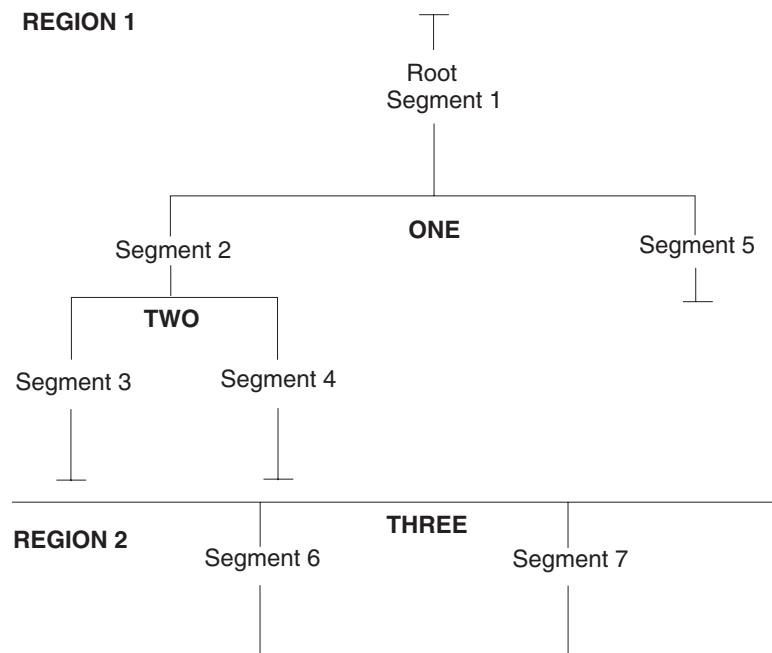 REGION 1
Root
Segment 1
ONE
Segment 2
Segment 5
TWO
Segment 3
Segment 4
THREE
REGION 2
Segment 6
Segment 7